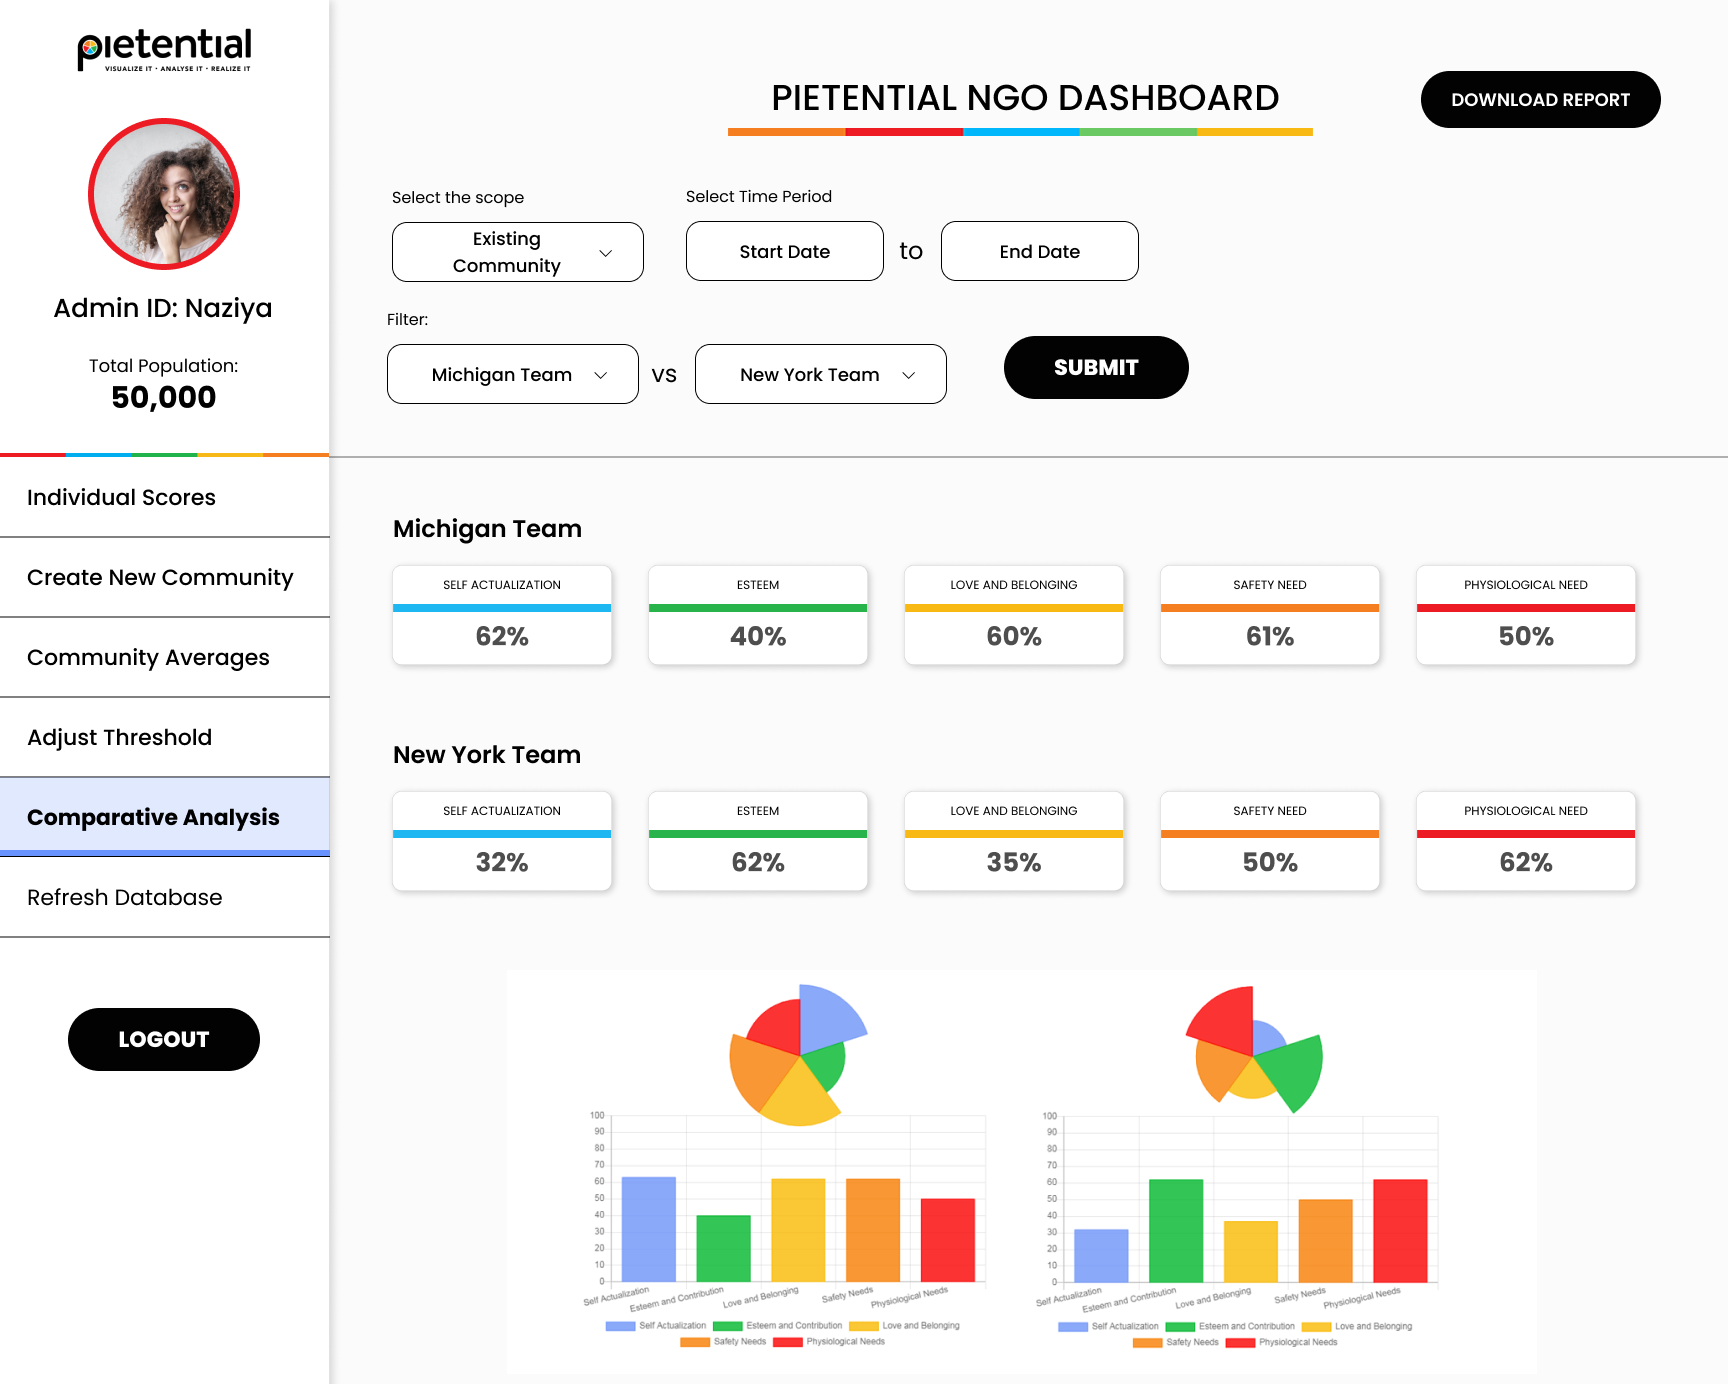 pietential
VISUALIZE IT • ANALYSE IT • REALIZE IT
Admin ID: Naziya
Total Population:
50,000
Individual Scores
Create New Community
Community Averages
Adjust Threshold
Comparative Analysis
Refresh Database
LOGOUT
PIETENTIAL NGO DASHBOARD
DOWNLOAD REPORT
Select the scope
Select Time Period
Existing
Community
Start Date to End Date
Filter:
Michigan Team VS New York Team
SUBMIT
Michigan Team
SELF ACTUALIZATION ESTEEM LOVE AND BELONGING SAFETY NEED PHYSIOLOGICAL NEED
62% 40% 60% 61% 50%
New York Team
SELF ACTUALIZATION ESTEEM LOVE AND BELONGING SAFETY NEED PHYSIOLOGICAL NEED
32% 62% 35% 50% 62%
100
90
80
70
60
50
40
30
20
10
0
Self Actualization Esteem and Contribution Love and Belonging Safety Needs Physiological Needs
Self Actualization Esteem and Contribution Love and Belonging
Safety Needs Physiological Needs
100
90
80
70
60
50
40
30
20
10
0
Self Actualization Esteem and Contribution Love and Belonging Safety Needs Physiological Needs
Self Actualization Esteem and Contribution Love and Belonging
Safety Needs Physiological Needs